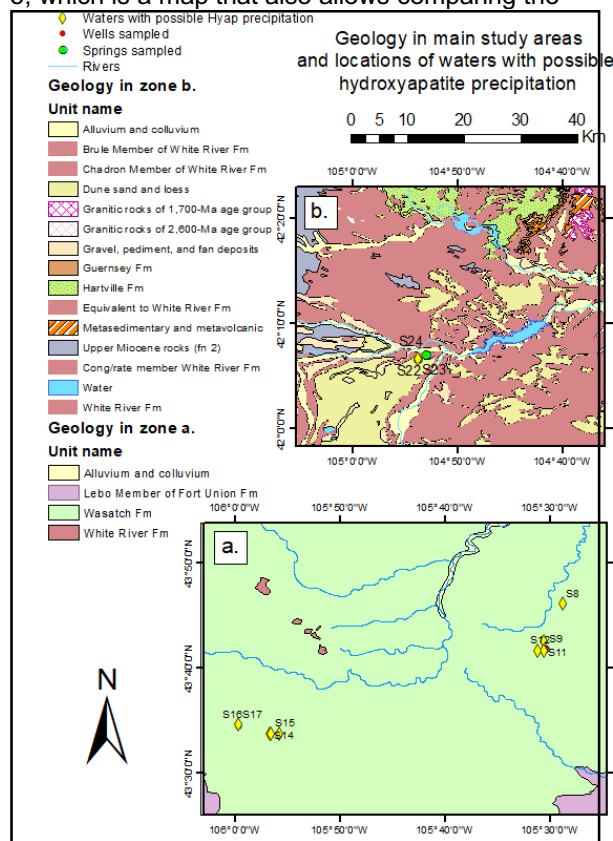 3, which is a map that also allows comparing the
Waters with possible Hyap precipitation
Wells sampled
Springs sampled
Rivers
Geology in zone b.
Unit name
Alluvium and colluvium
Brule Member of White River Fm
Chadron Member of White River Fm
Dune sand and loess
Granitic rocks of 1,700-Ma age group
Granitic rocks of 2,600-Ma age group
Gravel, pediment, and fan deposits
Guernsey Fm
Hartville Fm
Equivalent to White River Fm
Metasedimentary and metavolcanic
Upper Miocene rocks (fn 2)
Cong/rate member White River Fm
Water
White River Fm
Geology in zone a.
Unit name
Alluvium and colluvium
Lebo Member of Fort Union Fm
Wasatch Fm
White River Fm
N
Geology in main study areas
and locations of waters with possible
hydroxyapatite precipitation
0 5 10 20 30 40
Km
105°0'0"W 104°50'0"W 104°40'0"W
b.
42°20'0"N
42°10'0"N
42°0'0"N
S24
S22 S23
105°0'0"W 104°50'0"W 104°40'0"W
106°0'0"W 105°50'0"W 105°40'0"W 105°30'0"W
a.
43°50'0"N
43°40'0"N
43°30'0"N
S8
S12 S9
S11
S16 S17
S15
S14
106°0'0"W 105°50'0"W 105°40'0"W 105°30'0"W